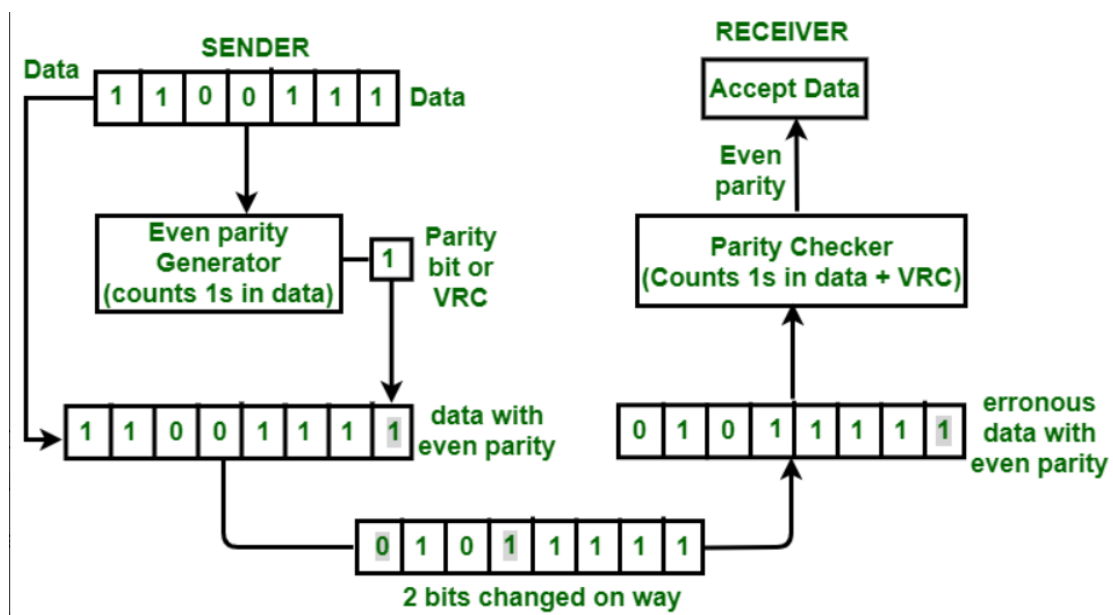 SENDER
Data
1 1 0 0 1 1 1
Data
Even parity
Generator
(counts 1s in data)
1
Parity
bit or
VRC
1 1 0 0 1 1 1 1
data with
even parity
0 1 0 1 1 1 1 1
2 bits changed on way
RECEIVER
Accept Data
Even
parity
Parity Checker
(Counts 1s in data + VRC)
0 1 0 1 1 1 1 1
erronous
data with
even parity